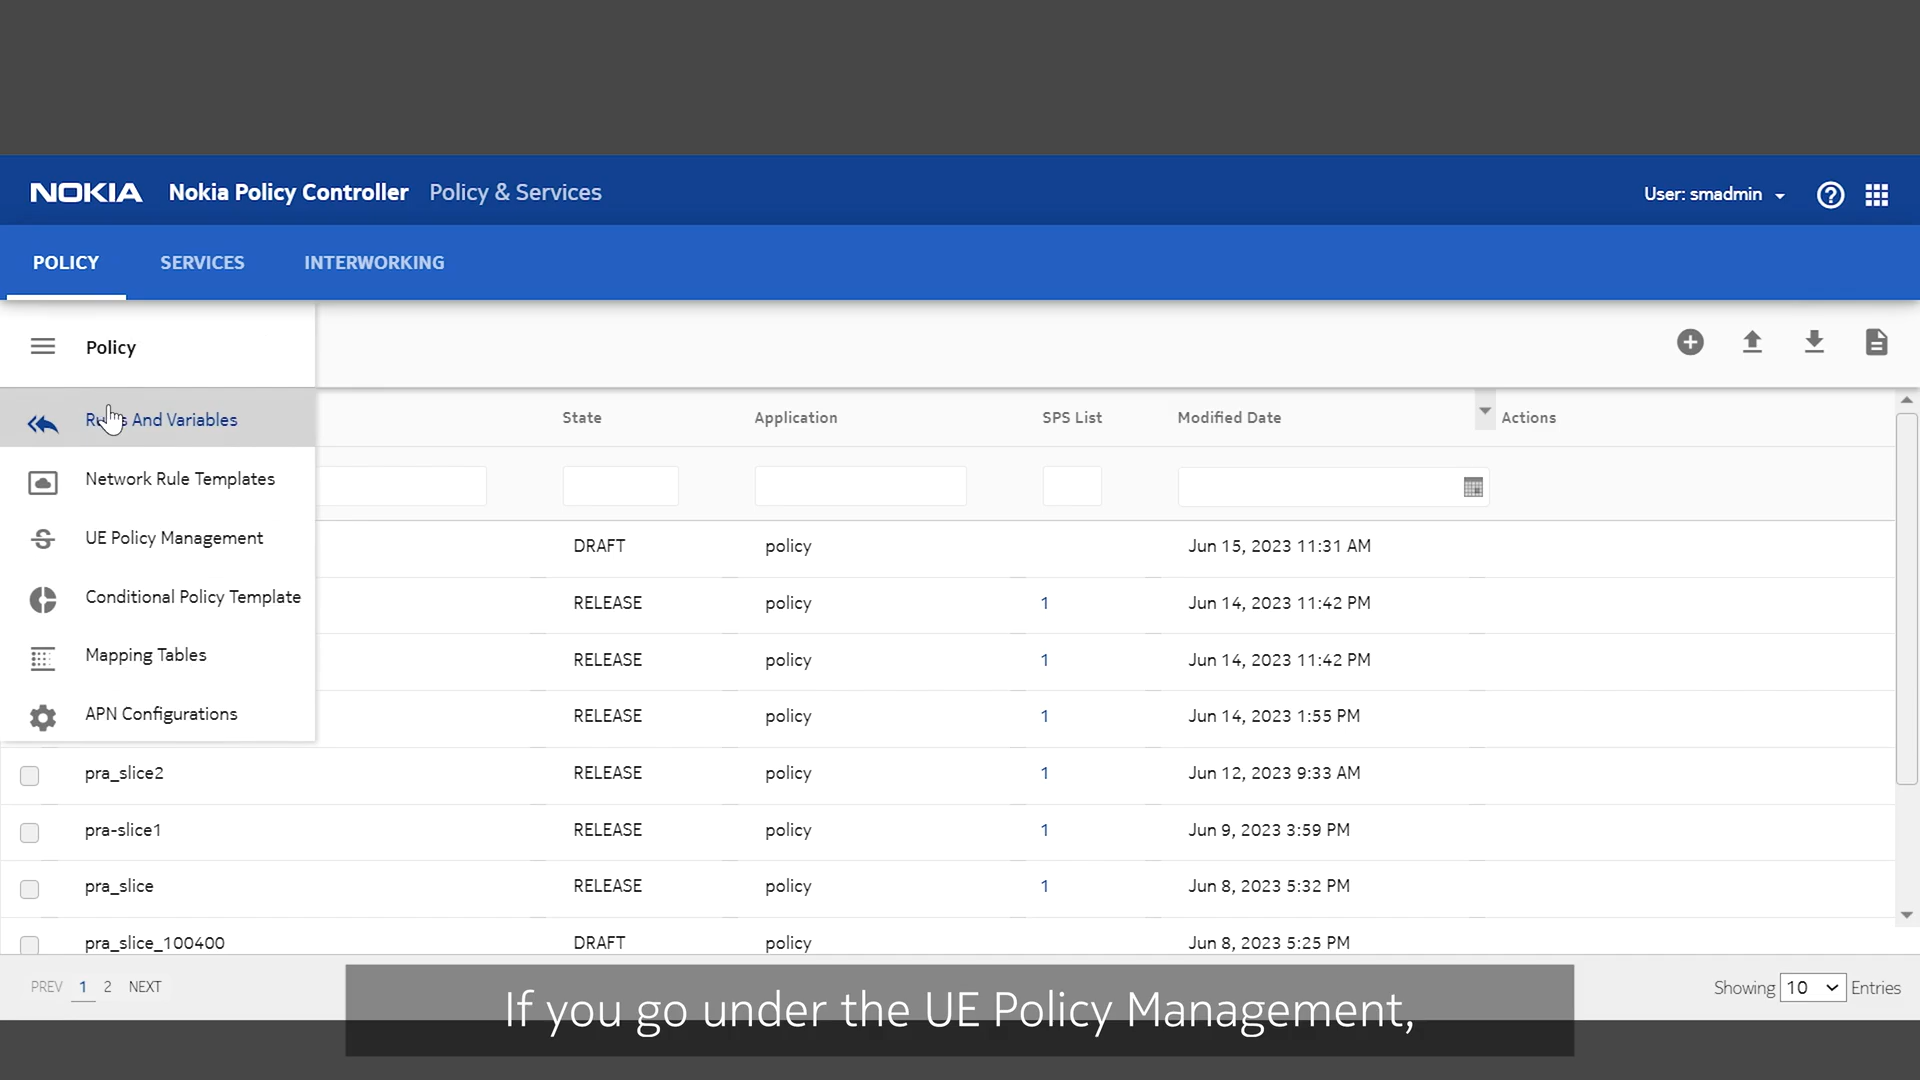 NOKIA Nokia Policy Controller Policy & Services User: smadmin
POLICY SERVICES INTERWORKING
Policy
Rules And Variables
Network Rule Templates
UE Policy Management
Conditional Policy Template
Mapping Tables
APN Configurations
State Application SPS List Modified Date Actions
DRAFT policy Jun 15, 2023 11:31 AM
RELEASE policy 1 Jun 14, 2023 11:42 PM
RELEASE policy 1 Jun 14, 2023 11:42 PM
RELEASE policy 1 Jun 14, 2023 1:55 PM
pra_slice2 RELEASE policy 1 Jun 12, 2023 9:33 AM
pra-slice1 RELEASE policy 1 Jun 9, 2023 3:59 PM
pra_slice RELEASE policy 1 Jun 8, 2023 5:32 PM
pra_slice_100400 DRAFT policy Jun 8, 2023 5:25 PM
PREV 1 2 NEXT Showing 10 Entries
If you go under the UE Policy Management,